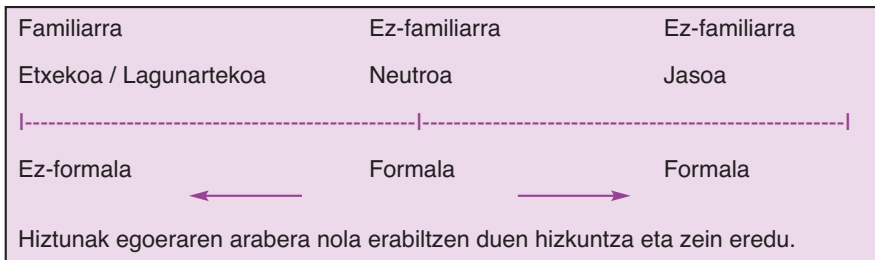 Familiarra Ez-familiarra Ez-familiarra
Etxekoa / Lagunartekoa Neutroa Jasoa
Ez-formala Formala Formala
Hiztunak egoeraren arabera nola erabiltzen duen hizkuntza eta zein eredu.